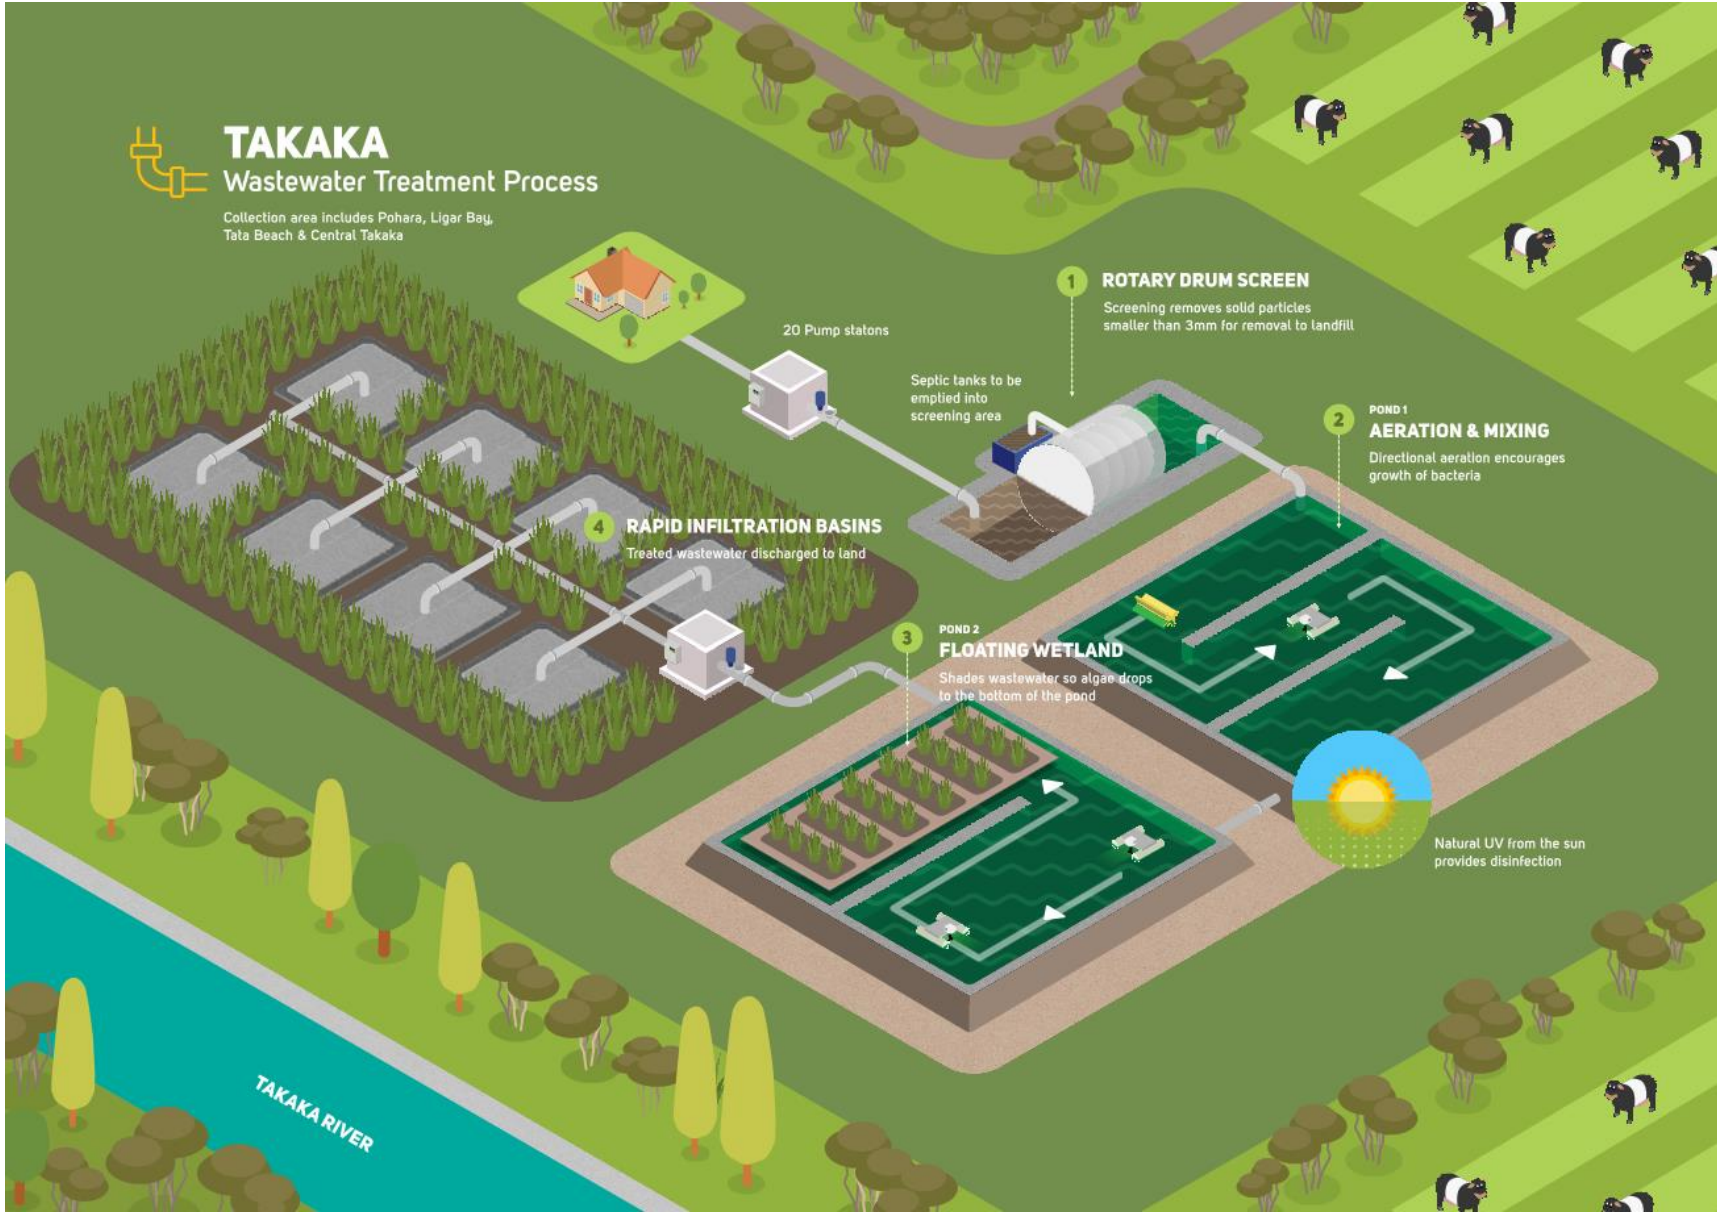 TAKAKA
Wastewater Treatment Process
Collection area includes Pohara, Ligar Bay,
Tata Beach & Central Takaka
20 Pump statons
Septic tanks to be
emptied into
screening area
1
ROTARY DRUM SCREEN
Screening removes solid particles
smaller than 3mm for removal to landfill
2
POND 1
AERATION & MIXING
Directional aeration encourages
growth of bacteria
3
POND 2
FLOATING WETLAND
Shades wastewater so algae drops
to the bottom of the pond
4
RAPID INFILTRATION BASINS
Treated wastewater discharged to land
Natural UV from the sun
provides disinfection
TAKAKA RIVER